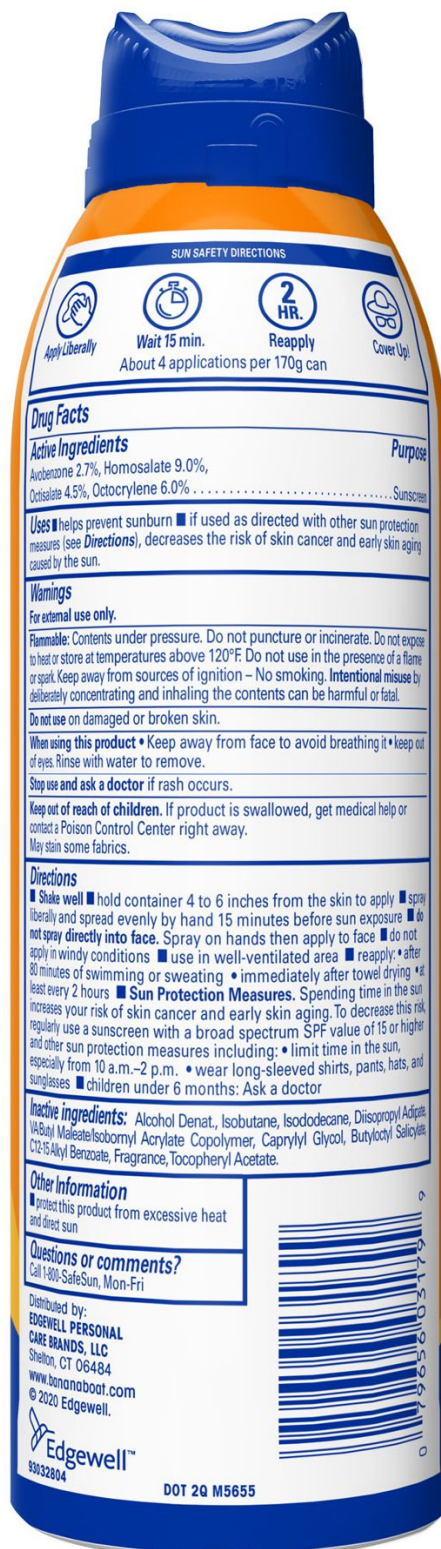 SUN SAFETY DIRECTIONS
Apply Liberally
Wait 15 min.
2 HR.
Reapply
Cover Up!
About 4 applications per 170g can
Drug Facts
Active Ingredients Purpose
Avobenzone 2.7%, Homosalate 9.0%,
Octisalate 4.5%, Octocrylene 6.0% . . . . . . . . . . . . . . . . . . . . . . . . . . . . . Sunscreen
Uses ■ helps prevent sunburn ■ if used as directed with other sun protection
measures (see Directions), decreases the risk of skin cancer and early skin aging
caused by the sun.
Warnings
For external use only.
Flammable: Contents under pressure. Do not puncture or incinerate. Do not expose
to heat or store at temperatures above 120°F. Do not use in the presence of a flame
or spark. Keep away from sources of ignition – No smoking. Intentional misuse by
deliberately concentrating and inhaling the contents can be harmful or fatal.
Do not use on damaged or broken skin.
When using this product • Keep away from face to avoid breathing it • keep out
of eyes. Rinse with water to remove.
Stop use and ask a doctor if rash occurs.
Keep out of reach of children. If product is swallowed, get medical help or
contact a Poison Control Center right away.
May stain some fabrics.
Directions
■ Shake well ■ hold container 4 to 6 inches from the skin to apply ■ spray
liberally and spread evenly by hand 15 minutes before sun exposure ■ do
not spray directly into face. Spray on hands then apply to face ■ do not
apply in windy conditions ■ use in well-ventilated area ■ reapply: • after
80 minutes of swimming or sweating • immediately after towel drying • at
least every 2 hours ■ Sun Protection Measures. Spending time in the sun
increases your risk of skin cancer and early skin aging. To decrease this risk,
regularly use a sunscreen with a broad spectrum SPF value of 15 or higher
and other sun protection measures including: • limit time in the sun,
especially from 10 a.m.–2 p.m. • wear long-sleeved shirts, pants, hats, and
sunglasses ■ children under 6 months: Ask a doctor
Inactive ingredients: Alcohol Denat., Isobutane, Isododecane, Diisopropyl Adipate,
VA/Butyl Maleate/Isobornyl Acrylate Copolymer, Caprylyl Glycol, Butyloctyl Salicylate,
C12-15 Alkyl Benzoate, Fragrance, Tocopheryl Acetate.
Other Information
■ protect this product from excessive heat
and direct sun
Questions or comments?
Call 1-800-SafeSun, Mon-Fri
Distributed by:
EDGEWELL PERSONAL
CARE BRANDS, LLC
Shelton, CT 06484
www.bananaboat.com
© 2020 Edgewell.
Edgewell™
93032804
DOT 2Q M5655
0 79656 03179 9